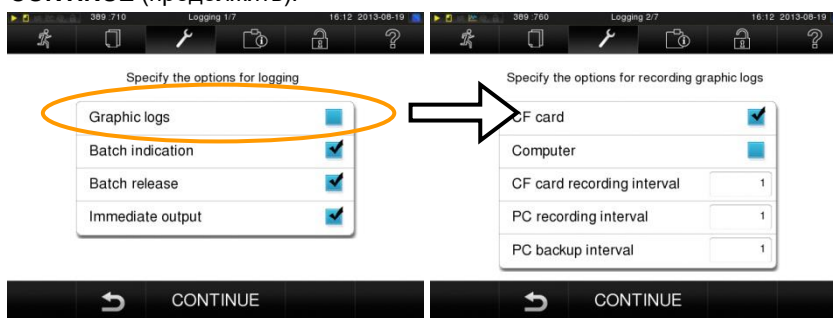 CONTINUE (продолжить).
389 :710 Logging 1/7 16:12 2013-08-19
Specify the options for logging
Graphic logs
Batch indication
Batch release
Immediate output
CONTINUE
389 :760 Logging 2/7 16:12 2013-08-19
Specify the options for recording graphic logs
CF card
Computer
CF card recording interval 1
PC recording interval 1
PC backup interval 1
CONTINUE